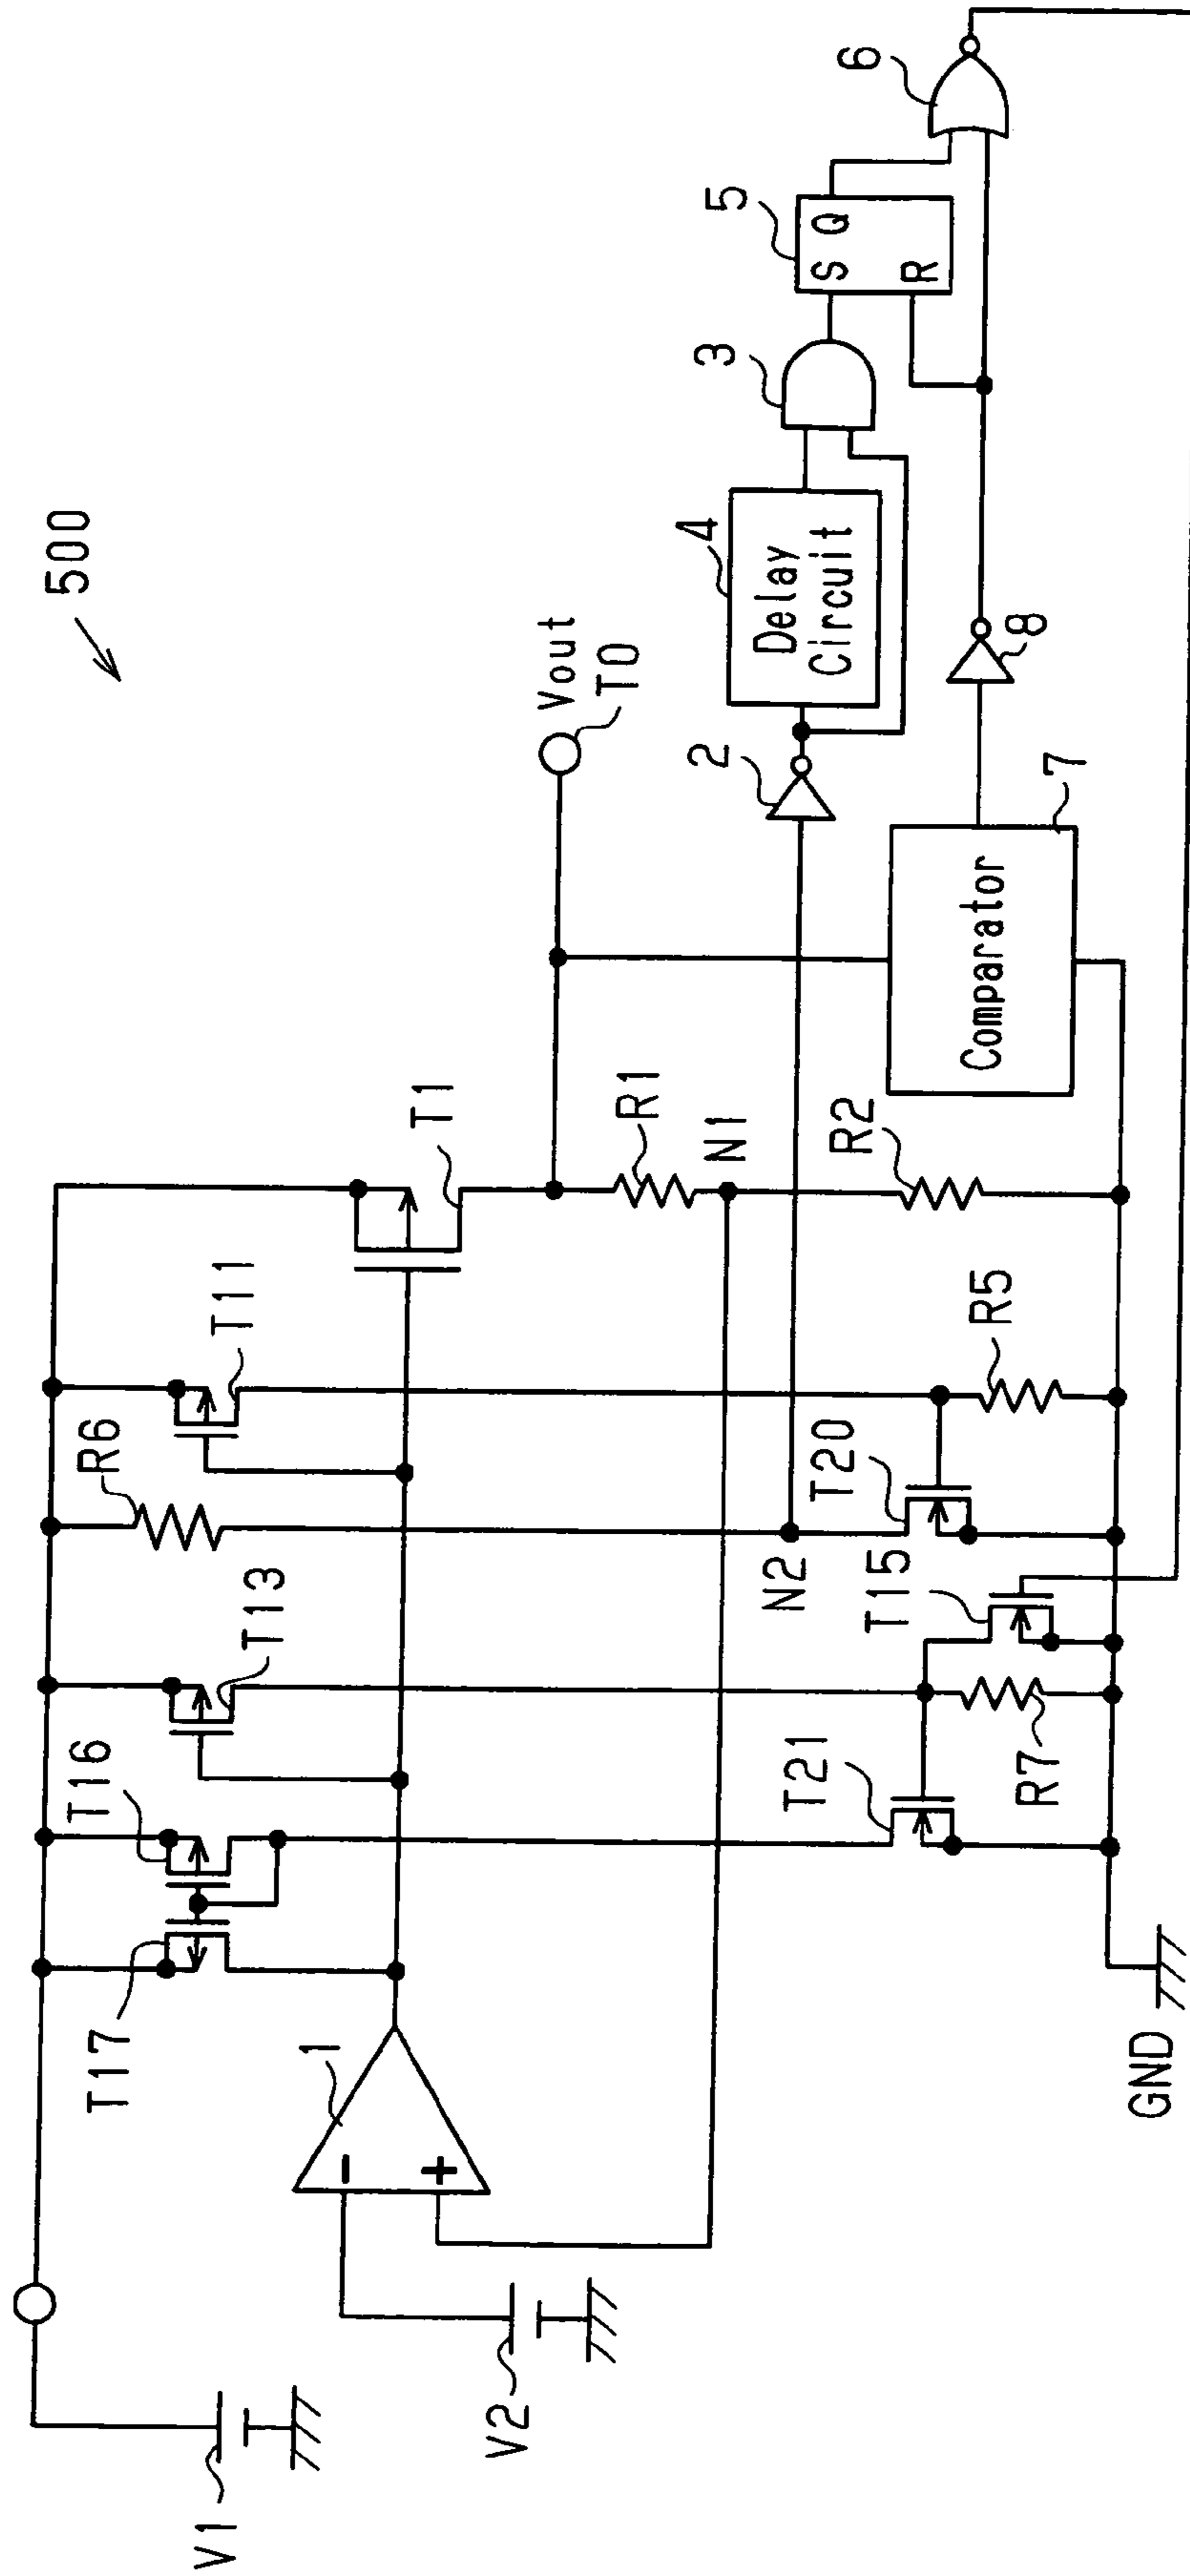 500
V1
V2
1
−
+
T17
T16
T13
R6
T11
T1
Vout
T0
R1
N1
R2
R5
T20
N2
T15
R7
T21
GND
2
4
Delay
Circuit
3
5
S Q
R
6
Comparator
7
8